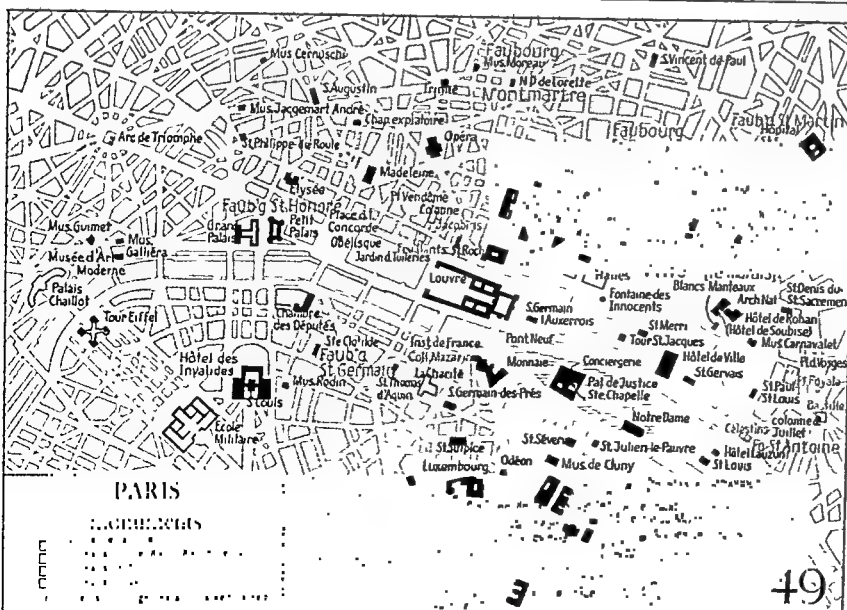 Mus Cernuschi
Faubourg
Mus. Moreau
S. Vincent de Paul
S. Augustin
Trinité
N D de Lorette
Montmartre
Mus. Jacqemart André
Chap. expiatoire
Faubourg
Faub'g St Martin
Hôpital
Arc de Triomphe
St Philippe du Roule
Opéra
Madeleine
Elysée
Pl Vendôme
Colonne
Faub'g St. Honoré
Jacobins
Mus. Guimet
Grand
Palais
Petit
Palais
Place d. l.
Concorde
Obélisque
Feuillants
St Roch
Mus.
Galliéra
Musée d'Art
Moderne
Jardin d Tuileries
Palais
Chaillot
Louvre
Halles
Blancs Manteaux
St Denis du
St. Sacrement
Arch Nat
Fontaine des
Innocents
Hôtel de Rohan
(Hôtel de Soubise)
S. Germain
l Auxerrois
Tour Eiffel
Chambre
des Députés
St Merri
Tour St. Jacques
Mus Carnavalet
Pont Neuf
Hôtel de Ville
St Gervais
Pl. d. Vosges
Ste Clotilde
Faub'g
St. Germain
Inst de France
Coll. Mazarin
Monnaie
Conciergerie
Hôtel des
Invalides
La Charité
Pal de Justice
Ste. Chapelle
St Paul
St Louis
Mus. Rodin
St. Thomas
d'Aquin
S. Germain-des-Prés
St Louis
Bastille
Notre Dame
colonne d
Juillet
Célestins
École
Militaire
St Antoine
St. Sulpice
St. Séverin
St. Julien-le-Pauvre
Hôtel Lauzun
St Louis
Luxembourg
Odéon
Mus de Cluny
PARIS
49